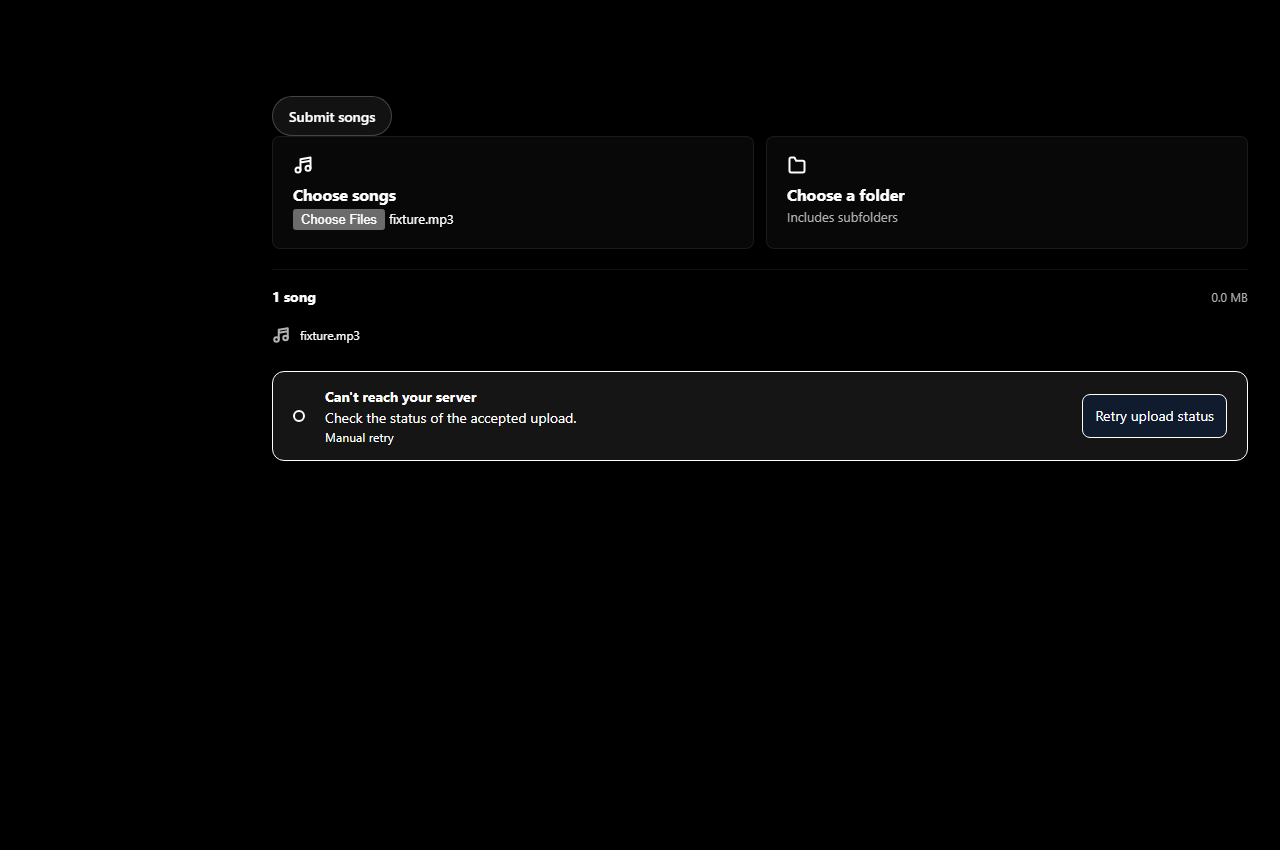 Submit songs
Choose songs
Choose Files fixture.mp3
Choose a folder
Includes subfolders
1 song
0.0 MB
fixture.mp3
Can't reach your server
Check the status of the accepted upload.
Manual retry
Retry upload status